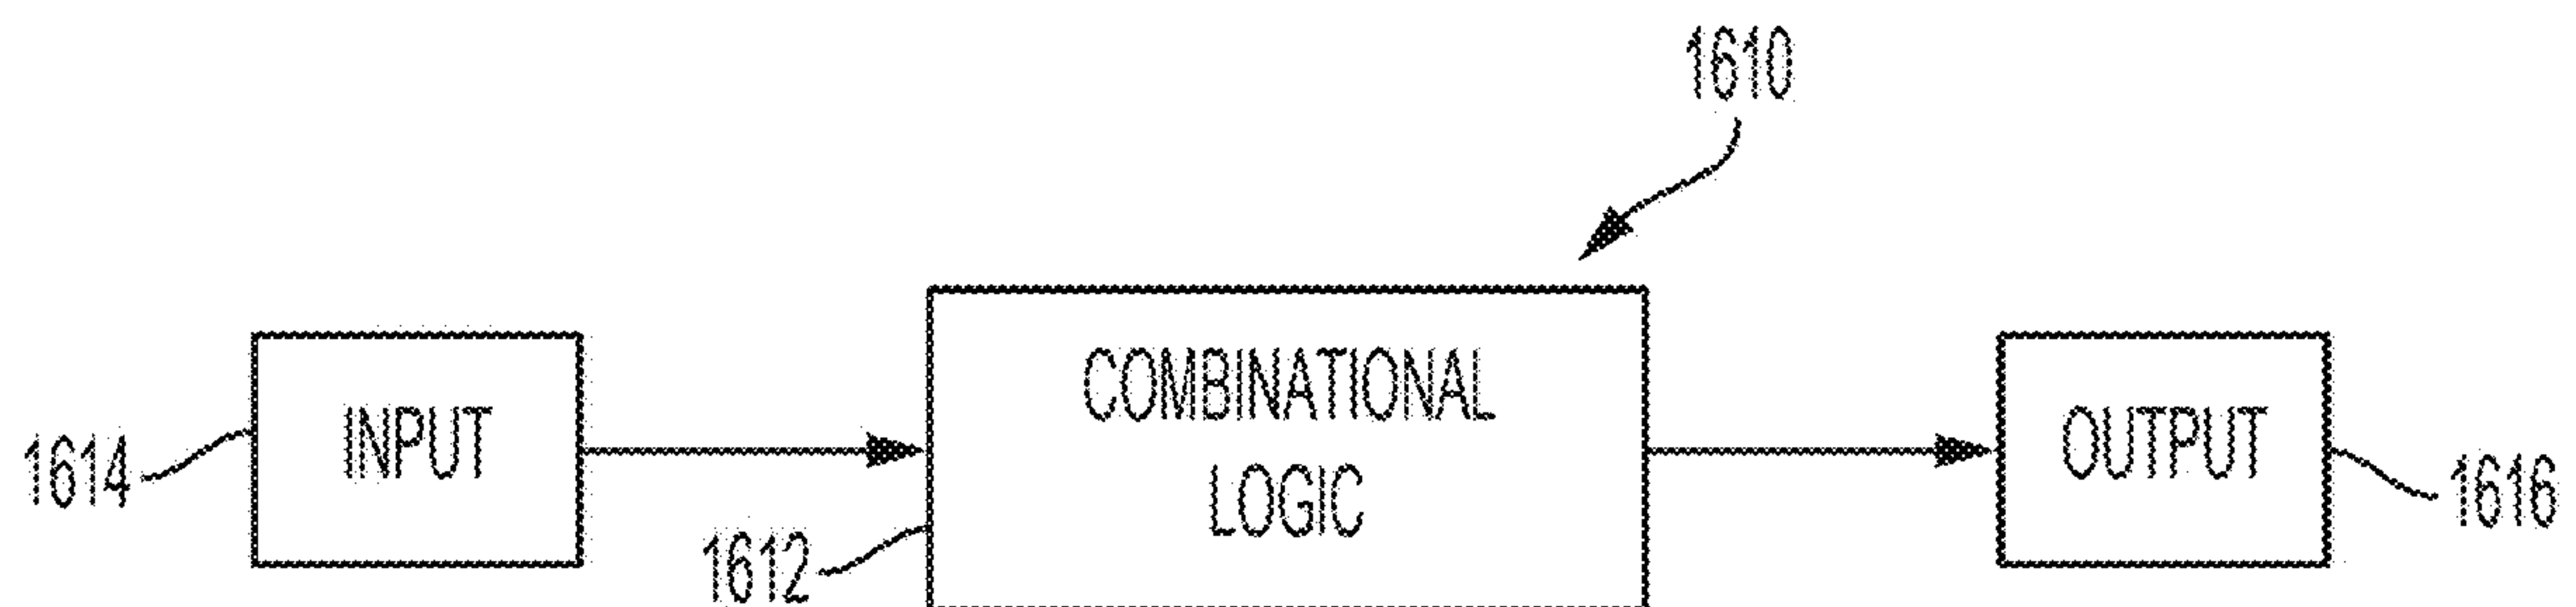 1610
COMBINATIONAL
LOGIC
INPUT
OUTPUT
1614
1612
1616